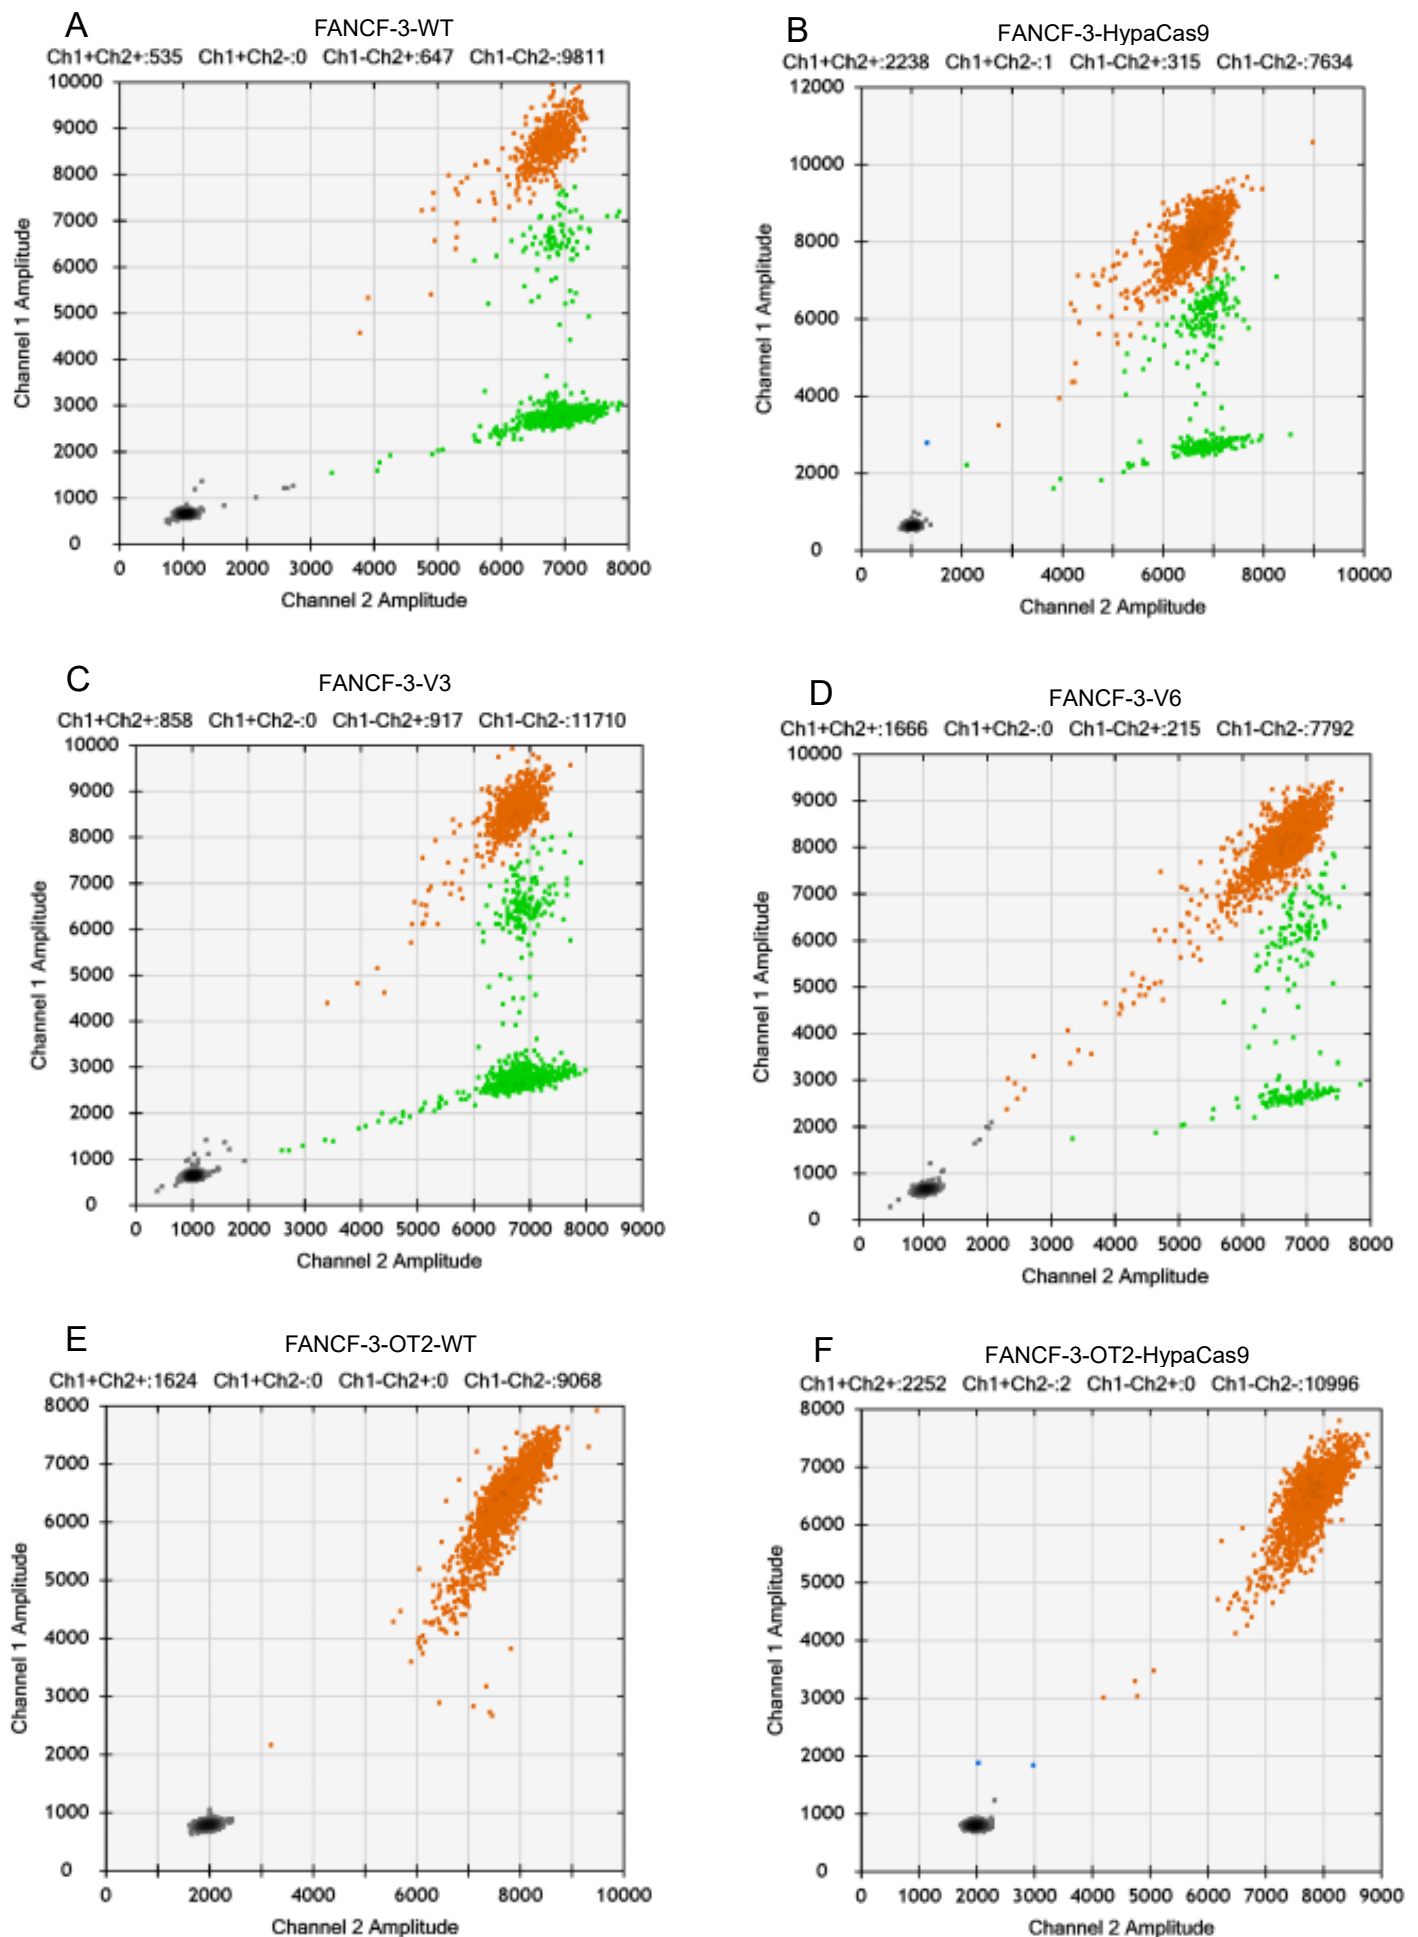 A
FANCF-3-WT
Ch1+Ch2+:535 Ch1+Ch2-:0 Ch1-Ch2+:647 Ch1-Ch2-:9811
10000
9000
8000
7000
6000
5000
4000
3000
2000
1000
0
Channel 1 Amplitude
0 1000 2000 3000 4000 5000 6000 7000 8000
Channel 2 Amplitude
B
FANCF-3-HypaCas9
Ch1+Ch2+:2238 Ch1+Ch2-:1 Ch1-Ch2+:315 Ch1-Ch2-:7634
12000
10000
8000
6000
4000
2000
0
Channel 1 Amplitude
0 2000 4000 6000 8000 10000
Channel 2 Amplitude
C
FANCF-3-V3
Ch1+Ch2+:858 Ch1+Ch2-:0 Ch1-Ch2+:917 Ch1-Ch2-:11710
10000
9000
8000
7000
6000
5000
4000
3000
2000
1000
0
Channel 1 Amplitude
0 1000 2000 3000 4000 5000 6000 7000 8000 9000
Channel 2 Amplitude
D
FANCF-3-V6
Ch1+Ch2+:1666 Ch1+Ch2-:0 Ch1-Ch2+:215 Ch1-Ch2-:7792
10000
9000
8000
7000
6000
5000
4000
3000
2000
1000
0
Channel 1 Amplitude
0 1000 2000 3000 4000 5000 6000 7000 8000
Channel 2 Amplitude
E
FANCF-3-OT2-WT
Ch1+Ch2+:1624 Ch1+Ch2-:0 Ch1-Ch2+:0 Ch1-Ch2-:9068
8000
7000
6000
5000
4000
3000
2000
1000
0
Channel 1 Amplitude
0 2000 4000 6000 8000 10000
Channel 2 Amplitude
F
FANCF-3-OT2-HypaCas9
Ch1+Ch2+:2252 Ch1+Ch2-:2 Ch1-Ch2+:0 Ch1-Ch2-:10996
8000
7000
6000
5000
4000
3000
2000
1000
0
Channel 1 Amplitude
0 1000 2000 3000 4000 5000 6000 7000 8000 9000
Channel 2 Amplitude